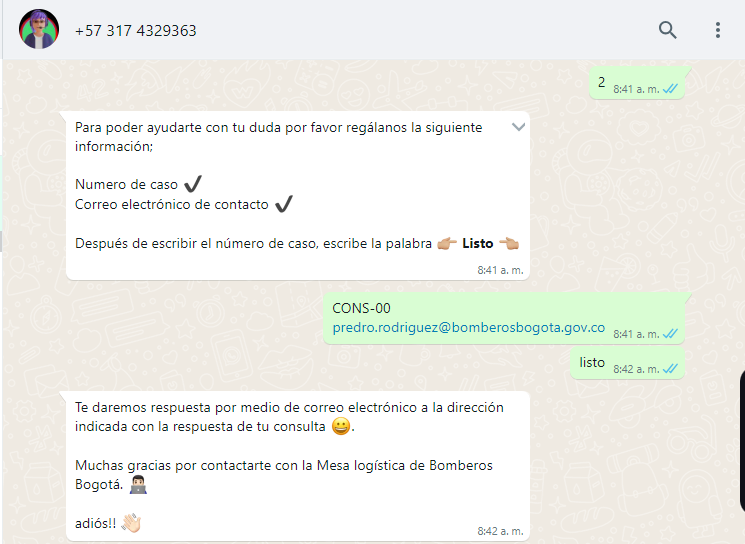 +57 317 4329363
2
8:41 a. m.
Para poder ayudarte con tu duda por favor regálanos la siguiente
información;
Numero de caso ✔
Correo electrónico de contacto ✔
Después de escribir el número de caso, escribe la palabra 👉🏼 Listo 👈🏼
8:41 a. m.
CONS-00
predro.rodriguez@bomberosbogota.gov.co
8:41 a. m.
listo
8:42 a. m.
Te daremos respuesta por medio de correo electrónico a la dirección
indicada con la respuesta de tu consulta 😀.
Muchas gracias por contactarte con la Mesa logística de Bomberos
Bogotá. 👨🏻‍💻
adiós!! 👋🏻
8:42 a. m.